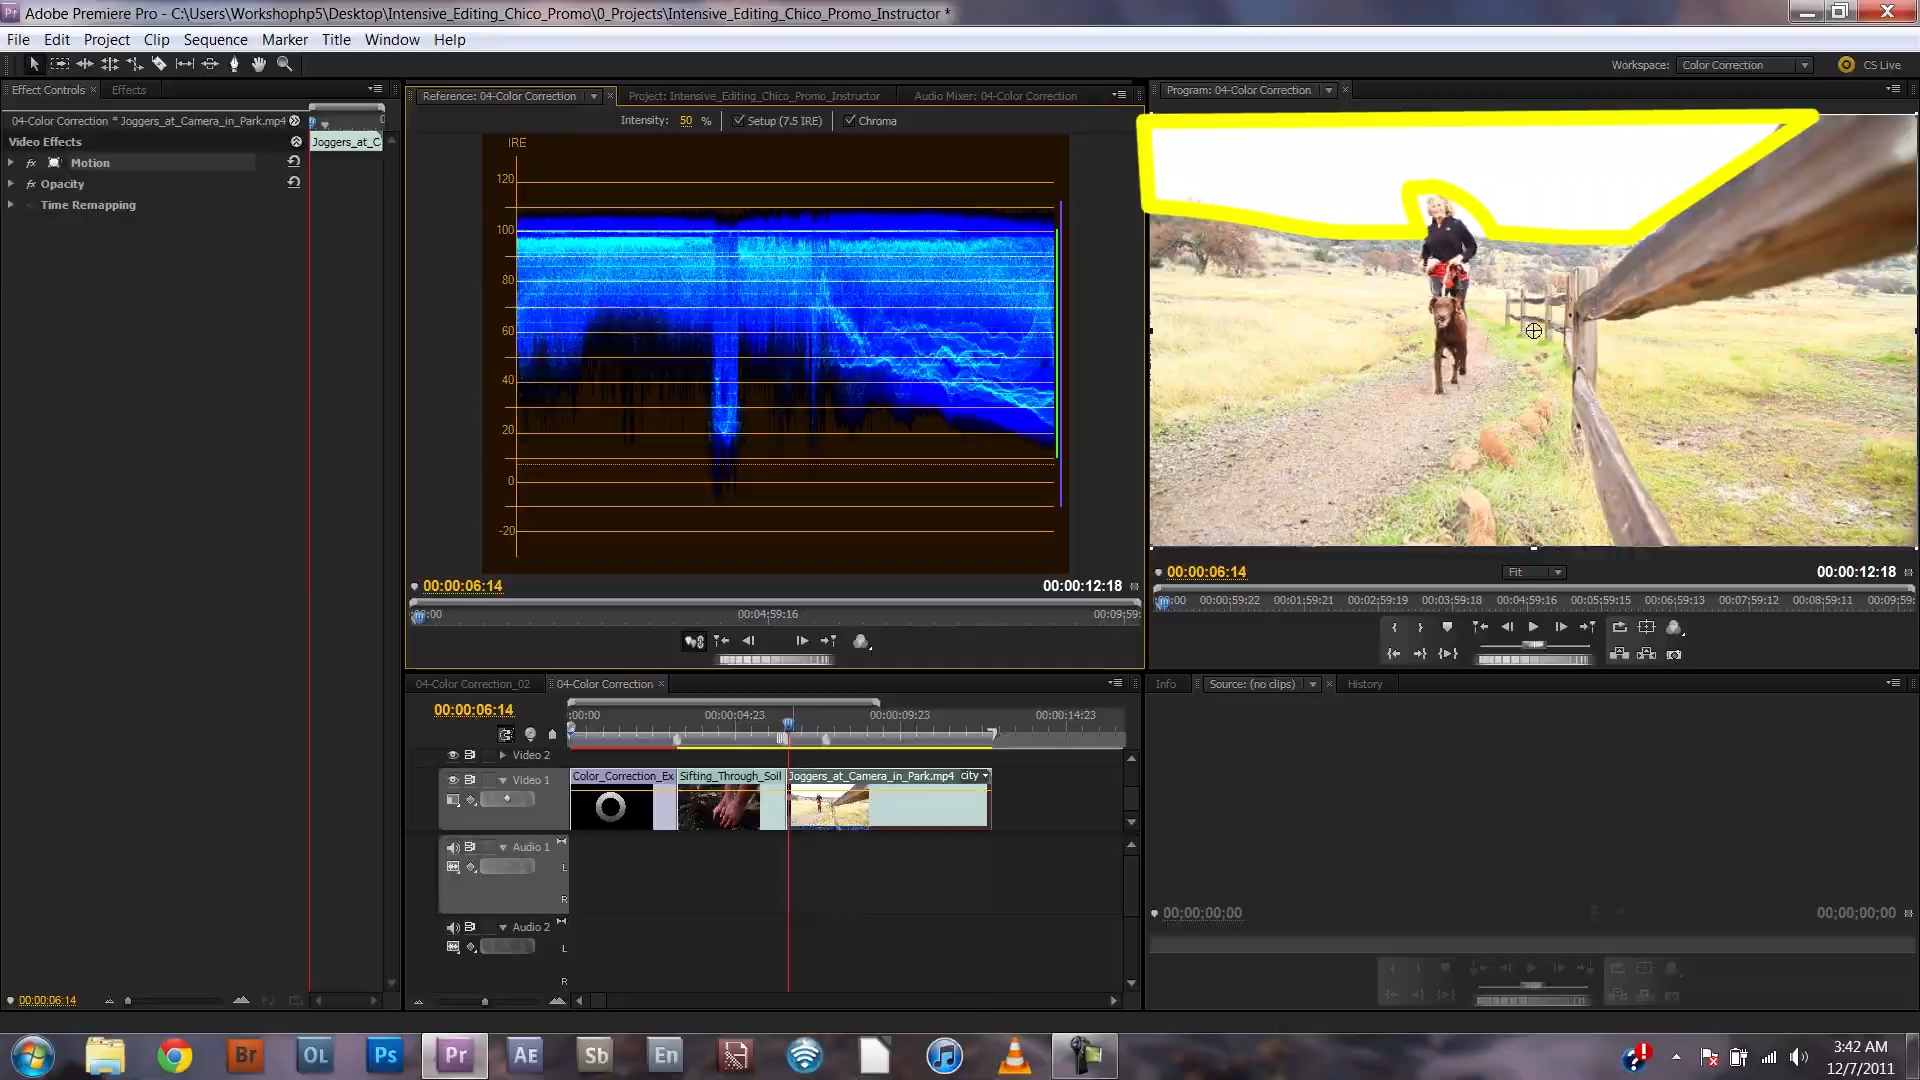 Pr Adobe Premiere Pro - C:\Users\Workshophp5\Desktop\Intensive_Editing_Chico_Promo\0_Projects\Intensive_Editing_Chico_Promo_Instructor *
File Edit Project Clip Sequence Marker Title Window Help
Workspace: Color Correction CS Live
Effect Controls Effects
04-Color Correction * Joggers_at_Camera_in_Park.mp4
Video Effects
Joggers_at_C
fx Motion
fx Opacity
Time Remapping
00:00:06:14
Reference: 04-Color Correction Project: Intensive_Editing_Chico_Promo_Instructor Audio Mixer: 04-Color Correction
Intensity: 50 % Setup (7.5 IRE) Chroma
IRE
120
100
80
60
40
20
0
-20
00:00:06:14 00:00:12:18
:00:00 00:04:59:16 00:09:59:
Program: 04-Color Correction
00:00:06:14 Fit 00:00:12:18
:00 00:00:59:22 00:01:59:21 00:02:59:19 00:03:59:18 00:04:59:16 00:05:59:15 00:06:59:13 00:07:59:12 00:08:59:11 00:09:59:
04-Color Correction_02 04-Color Correction
00:00:06:14
:00:00 00:00:04:23 00:00:09:23 00:00:14:23
Video 2
Video 1
Color_Correction_Ex Sifting_Through_Soil Joggers_at_Camera_in_Park.mp4 city
Audio 1
L
R
Audio 2
L
R
Info Source: (no clips) History
00:00:00;00 00;00;00;00
Br OL Ps Pr AE Sb En
3:42 AM
12/7/2011